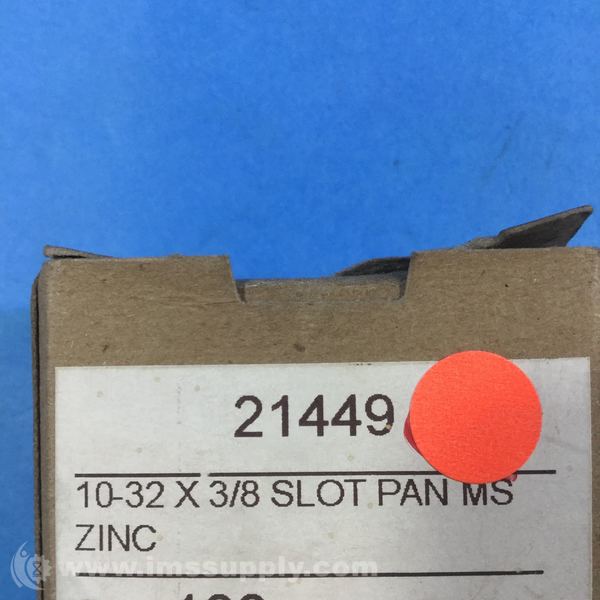 21449
10-32 X 3/8 SLOT PAN MS
ZINC
www.imssupply.com